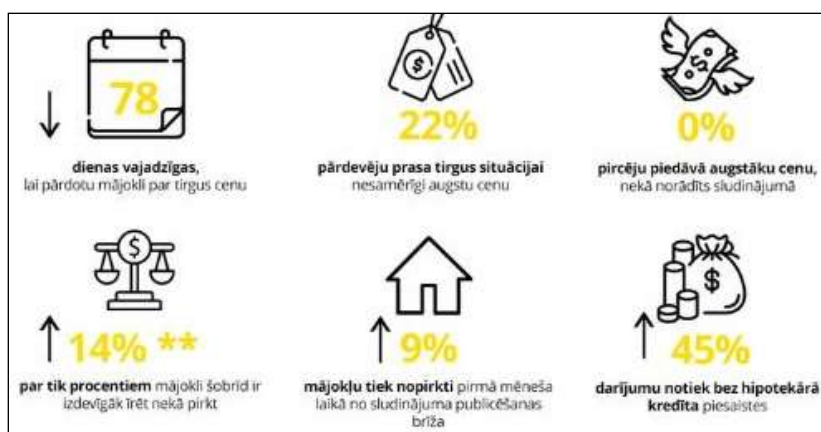 78
dienas vajadzīgas,
lai pārdotu mājokli par tirgus cenu
22%
pārdevēju prasa tirgus situācijai
nesamērīgi augstu cenu
0%
pircēju piedāvā augstāku cenu,
nekā norādīts sludinājumā
14% **
par tik procentiem mājokli šobrīd ir
izdevīgāk īrēt nekā pirkt
9%
mājokļu tiek nopirkti pirmā mēneša
laikā no sludinājuma publicēšanas
brīža
45%
darījumu notiek bez hipotekārā
kredīta piesaistes